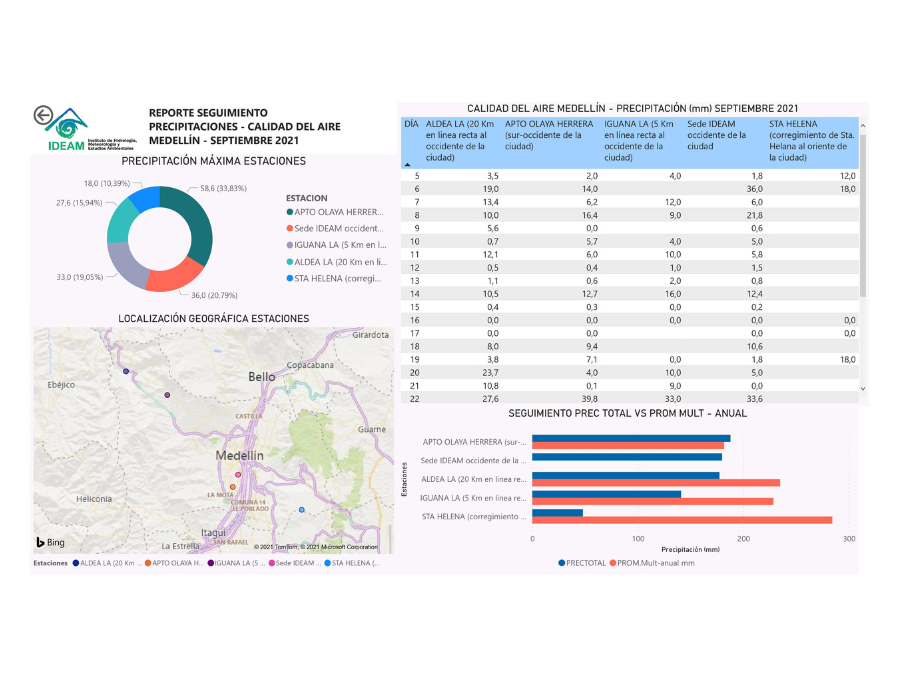 IDEAM
Instituto de Hidrología,
Meteorología y
Estudios Ambientales
REPORTE SEGUIMIENTO
PRECIPITACIONES - CALIDAD DEL AIRE
MEDELLÍN - SEPTIEMBRE 2021
PRECIPITACIÓN MÁXIMA ESTACIONES
18,0 (10,39%)
58,6 (33,83%)
27,6 (15,94%)
33,0 (19,05%)
36,0 (20,79%)
ESTACION
APTO OLAYA HERRER...
Sede IDEAM occident...
IGUANA LA (5 Km en l...
ALDEA LA (20 Km en li...
STA HELENA (corregi...
LOCALIZACIÓN GEOGRÁFICA ESTACIONES
Girardota
Copacabana
Ebéjico
Bello
CASTILLA
Guarne
Medellín
Heliconia
LA MOTA
COMUNA 14
EL POBLADO
Itagui
SAN RAFAEL
La Estrella
Bing
© 2021 TomTom, © 2021 Microsoft Corporation
Estaciones ALDEA LA (20 Km ... APTO OLAYA H... IGUANA LA (5 ... Sede IDEAM ... STA HELENA (...
CALIDAD DEL AIRE MEDELLÍN - PRECIPITACIÓN (mm) SEPTIEMBRE 2021
DÍA ALDEA LA (20 Km APTO OLAYA HERRERA IGUANA LA (5 Km Sede IDEAM STA HELENA
en linea recta al (sur-occidente de la en linea recta al occidente de la (corregimiento de Sta.
occidente de la ciudad) occidente de la ciudad Helana al oriente de
ciudad) ciudad) la ciudad)
5 3,5 2,0 4,0 1,8 12,0
6 19,0 14,0 36,0 18,0
7 13,4 6,2 12,0 6,0
8 10,0 16,4 9,0 21,8
9 5,6 0,0 0,6
10 0,7 5,7 4,0 5,0
11 12,1 6,0 10,0 5,8
12 0,5 0,4 1,0 1,5
13 1,1 0,6 2,0 0,8
14 10,5 12,7 16,0 12,4
15 0,4 0,3 0,0 0,2
16 0,0 0,0 0,0 0,0 0,0
17 0,0 0,0 0,0 0,0
18 8,0 9,4 10,6
19 3,8 7,1 0,0 1,8 18,0
20 23,7 4,0 10,0 5,0
21 10,8 0,1 9,0 0,0
22 27,6 39,8 33,0 33,6
SEGUIMIENTO PREC TOTAL VS PROM MULT - ANUAL
Estaciones
APTO OLAYA HERRERA (sur-...
Sede IDEAM occidente de la ...
ALDEA LA (20 Km en linea re...
IGUANA LA (5 Km en linea re...
STA HELENA (corregimiento ...
0 100 200 300
Precipitación (mm)
PRECTOTAL PROM.Mult-anual mm